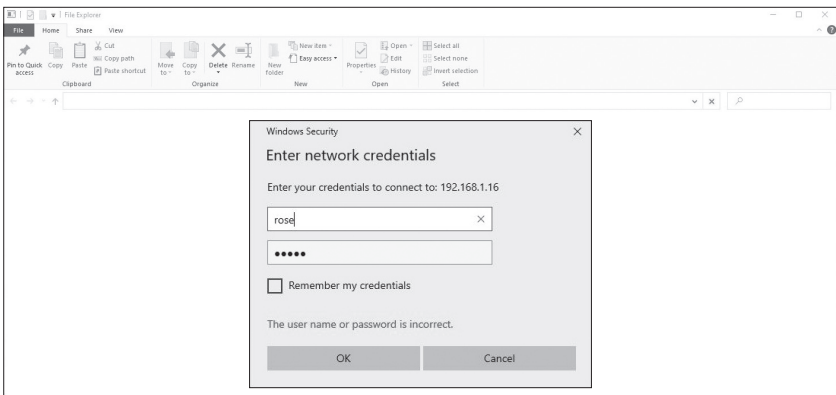 File Explorer
File Home Share View
Pin to Quick access
Copy
Paste
Cut
Copy path
Paste shortcut
Clipboard
Move to
Copy to
Delete
Rename
Organize
New folder
New item
Easy access
New
Properties
Open
Edit
History
Open
Select all
Select none
Invert selection
Select
Windows Security
Enter network credentials
Enter your credentials to connect to: 192.168.1.16
rose
•••••
Remember my credentials
The user name or password is incorrect.
OK Cancel